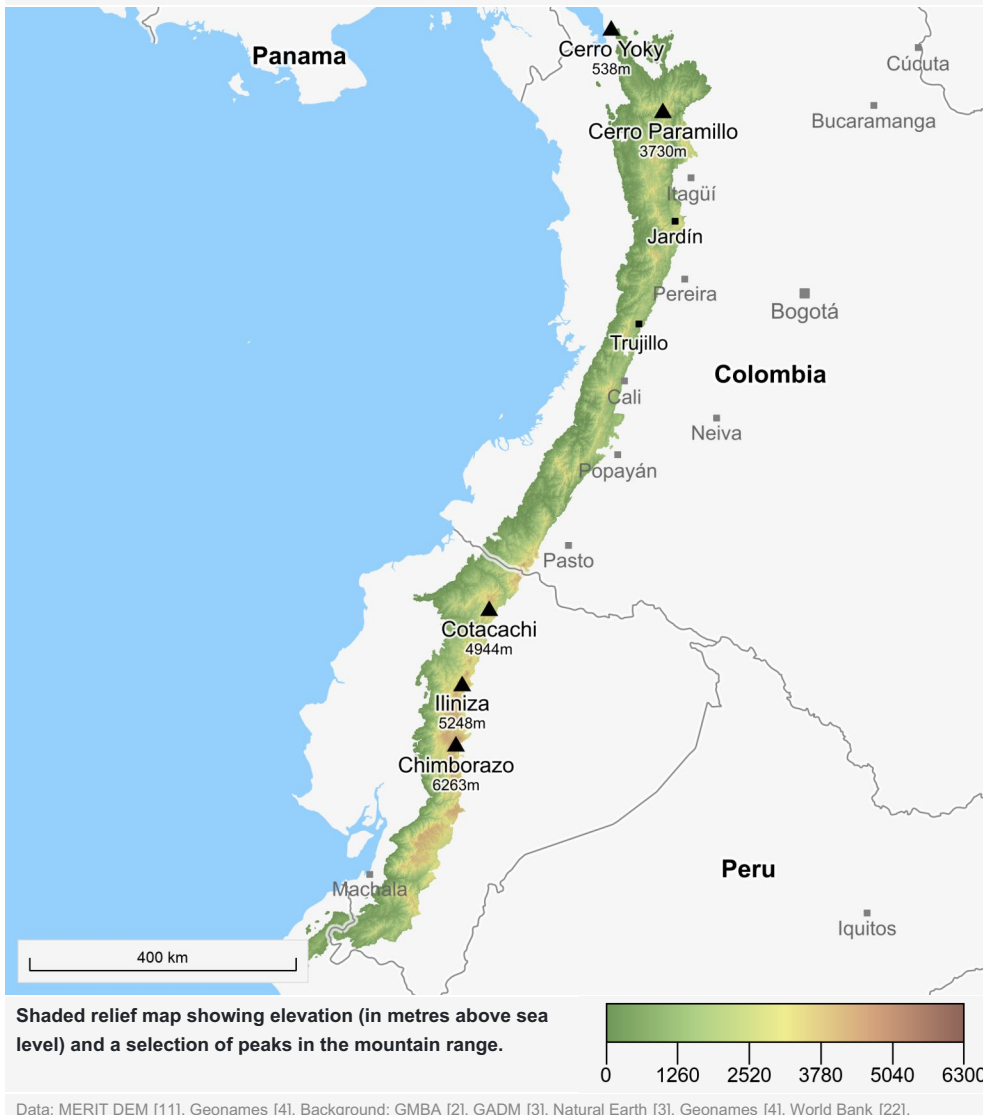 Panama
Cerro Yoky
538m
Cúcuta
Bucaramanga
Cerro Paramillo
3730m
Itagüí
Jardín
Pereira
Bogotá
Trujillo
Colombia
Cali
Neiva
Popayán
Pasto
Cotacachi
4944m
Iliniza
5248m
Chimborazo
6263m
Peru
Machala
Iquitos
400 km
Shaded relief map showing elevation (in metres above sea
level) and a selection of peaks in the mountain range.
0 1260 2520 3780 5040 6300
Data: MERIT DEM [11], Geonames [4]. Background: GMBA [2], GADM [3], Natural Earth [3], Geonames [4], World Bank [22].